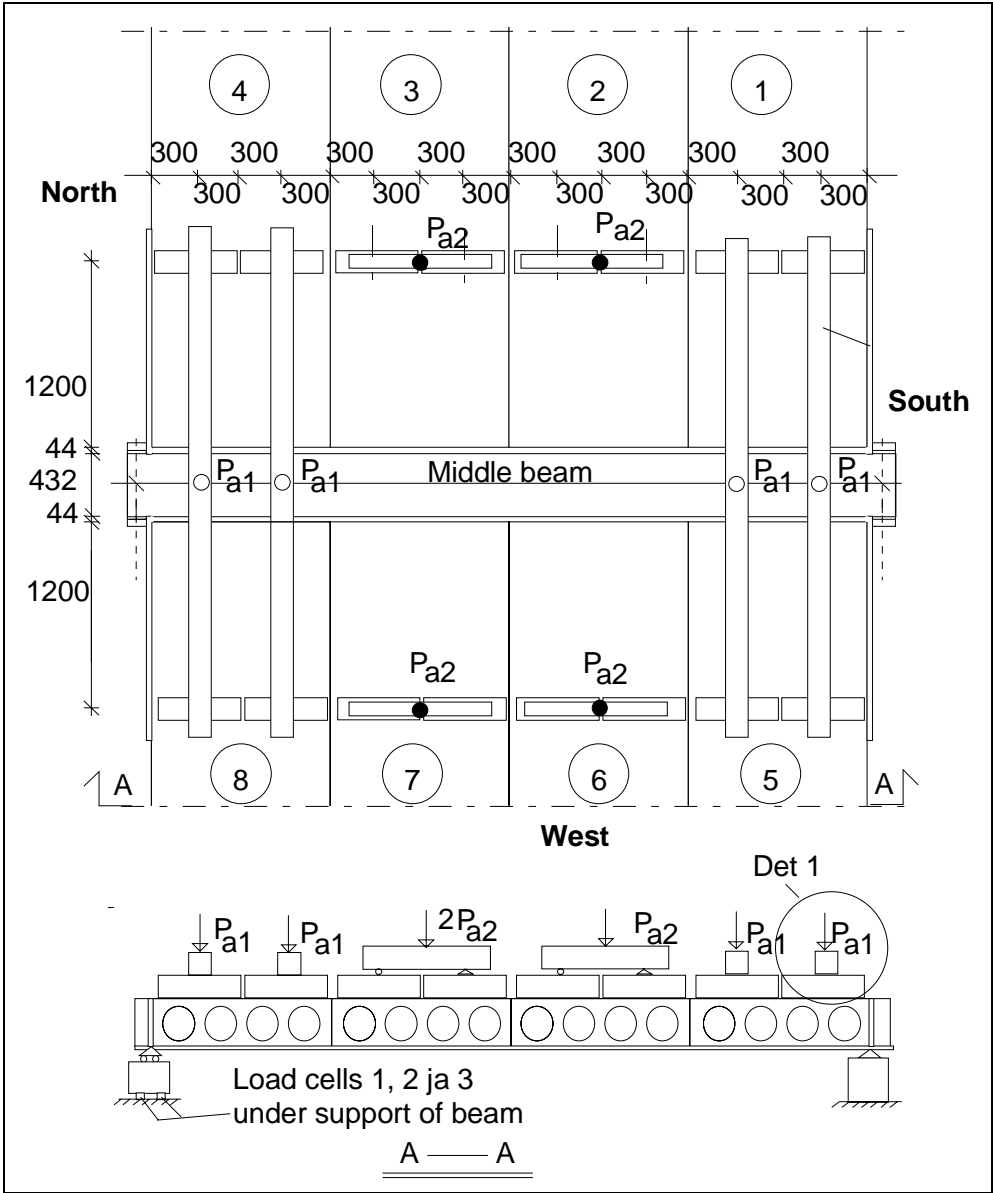 4 3 2 1
300 300 300 300 300 300 300 300
North
300 300 300 300 300 300 300 300
Pa2 Pa2
1200
South
44
Pa1 Pa1 Middle beam Pa1 Pa1
432
44
1200
Pa2 Pa2
A 8 7 6 5 A
West
Det 1
Pa1 Pa1 2Pa2 Pa2 Pa1 Pa1
Load cells 1, 2 ja 3
under support of beam
A A